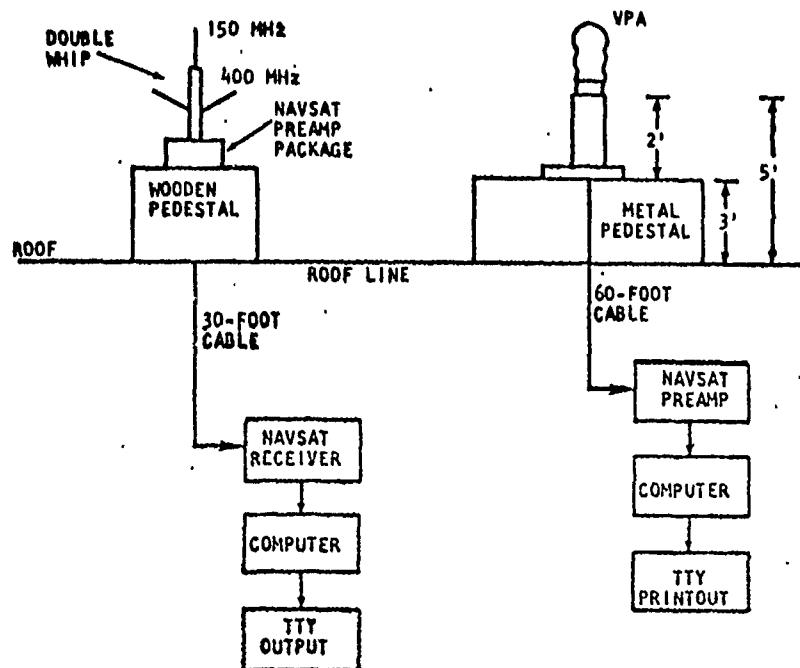 DOUBLE
WHIP
150 MHz
400 MHz
NAVSAT
PREAMP
PACKAGE
WOODEN
PEDESTAL
ROOF
ROOF LINE
30-FOOT
CABLE
NAVSAT
RECEIVER
COMPUTER
TTY
OUTPUT
VPA
2'
5'
METAL
PEDESTAL
3'
60-FOOT
CABLE
NAVSAT
PREAMP
COMPUTER
TTY
PRINTOUT